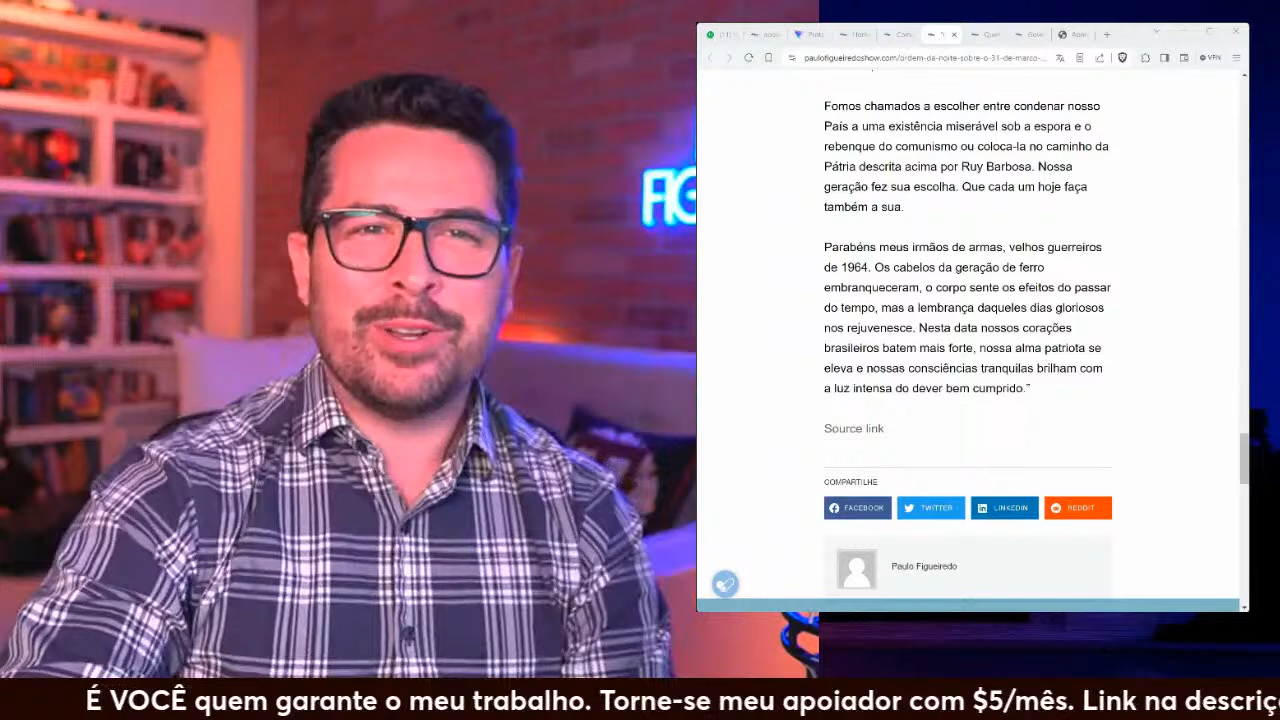 FIG
paulofigueiredoshow.com/ordem-da-noite-sobre-o-31-de-marco-...
VPN
Fomos chamados a escolher entre condenar nosso
País a uma existência miserável sob a espora e o
rebenque do comunismo ou coloca-la no caminho da
Pátria descrita acima por Ruy Barbosa. Nossa
geração fez sua escolha. Que cada um hoje faça
também a sua.
Parabéns meus irmãos de armas, velhos guerreiros
de 1964. Os cabelos da geração de ferro
embranqueceram, o corpo sente os efeitos do passar
do tempo, mas a lembrança daqueles dias gloriosos
nos rejuvenesce. Nesta data nossos corações
brasileiros batem mais forte, nossa alma patriota se
eleva e nossas consciências tranquilas brilham com
a luz intensa do dever bem cumprido.”
Source link
COMPARTILHE
FACEBOOK TWITTER LINKEDIN REDDIT
Paulo Figueiredo
É VOCÊ quem garante o meu trabalho. Torne-se meu apoiador com $5/mês. Link na descriç